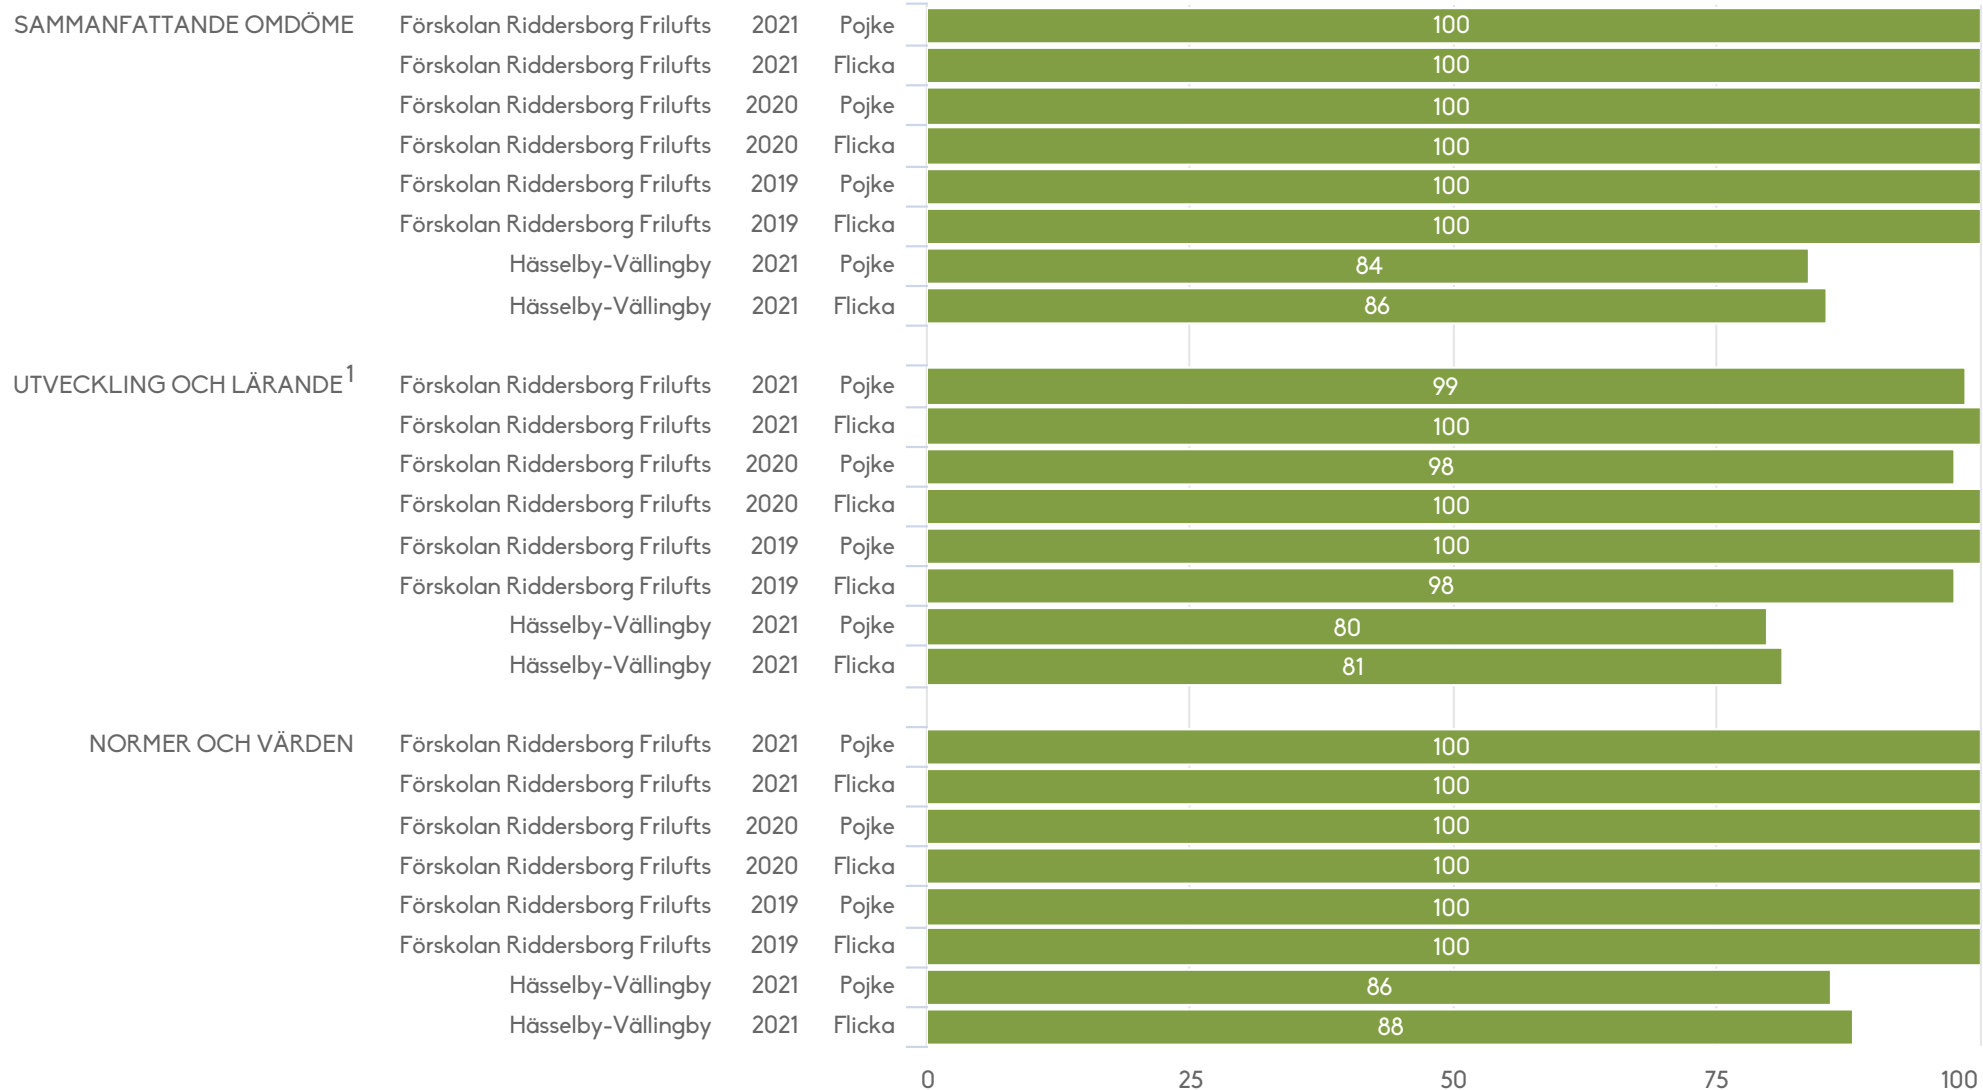 SAMMANFATTANDE OMDÖME Förskolan Riddersborg Frilufts 2021 Pojke 100
Förskolan Riddersborg Frilufts 2021 Flicka 100
Förskolan Riddersborg Frilufts 2020 Pojke 100
Förskolan Riddersborg Frilufts 2020 Flicka 100
Förskolan Riddersborg Frilufts 2019 Pojke 100
Förskolan Riddersborg Frilufts 2019 Flicka 100
Hässelby-Vällingby 2021 Pojke 84
Hässelby-Vällingby 2021 Flicka 86
UTVECKLING OCH LÄRANDE¹ Förskolan Riddersborg Frilufts 2021 Pojke 99
Förskolan Riddersborg Frilufts 2021 Flicka 100
Förskolan Riddersborg Frilufts 2020 Pojke 98
Förskolan Riddersborg Frilufts 2020 Flicka 100
Förskolan Riddersborg Frilufts 2019 Pojke 100
Förskolan Riddersborg Frilufts 2019 Flicka 98
Hässelby-Vällingby 2021 Pojke 80
Hässelby-Vällingby 2021 Flicka 81
NORMER OCH VÄRDEN Förskolan Riddersborg Frilufts 2021 Pojke 100
Förskolan Riddersborg Frilufts 2021 Flicka 100
Förskolan Riddersborg Frilufts 2020 Pojke 100
Förskolan Riddersborg Frilufts 2020 Flicka 100
Förskolan Riddersborg Frilufts 2019 Pojke 100
Förskolan Riddersborg Frilufts 2019 Flicka 100
Hässelby-Vällingby 2021 Pojke 86
Hässelby-Vällingby 2021 Flicka 88
0 25 50 75 100